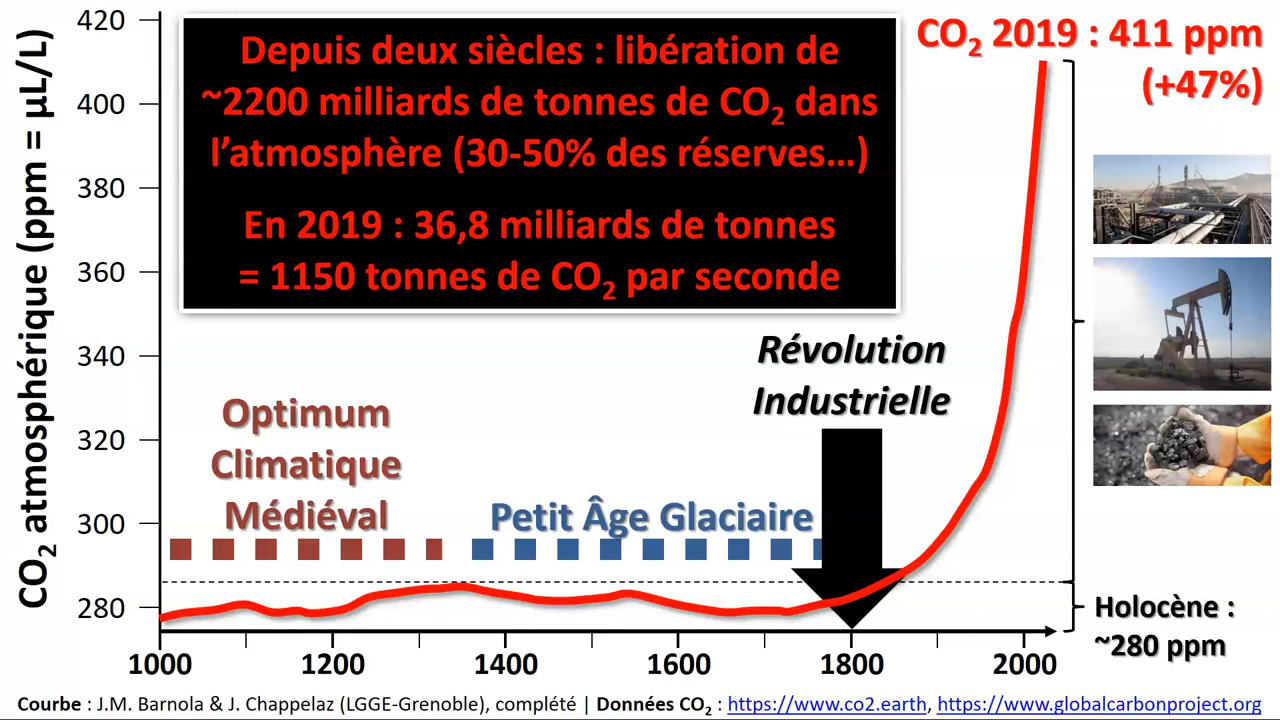 CO₂ atmosphérique (ppm = µL/L)
420
400
380
360
340
320
300
280
Depuis deux siècles : libération de
~2200 milliards de tonnes de CO₂ dans
l’atmosphère (30-50% des réserves…)
En 2019 : 36,8 milliards de tonnes
= 1150 tonnes de CO₂ par seconde
CO₂ 2019 : 411 ppm
(+47%)
Révolution
Industrielle
Optimum
Climatique
Médiéval
Petit Âge Glaciaire
Holocène :
~280 ppm
1000 1200 1400 1600 1800 2000
Courbe : J.M. Barnola & J. Chappelaz (LGGE-Grenoble), complété | Données CO₂ : https://www.co2.earth, https://www.globalcarbonproject.org